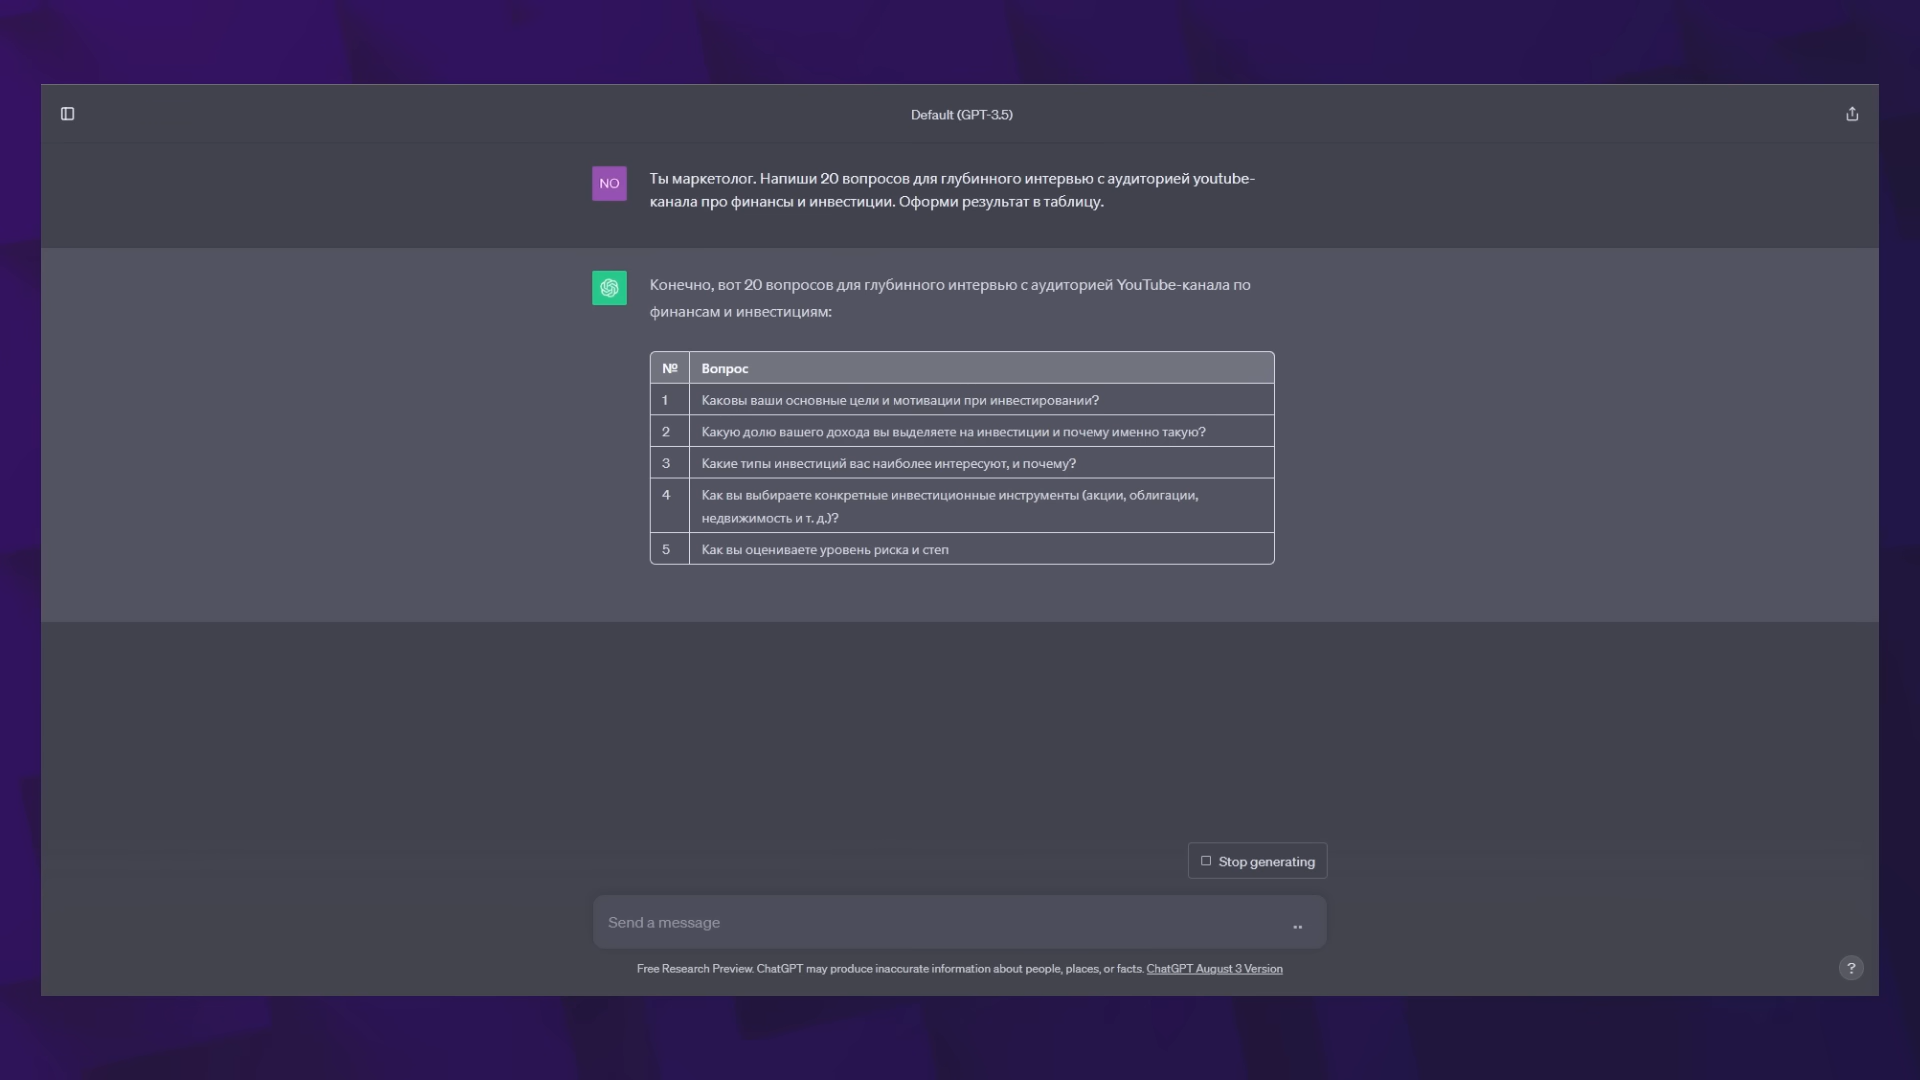 Default (GPT-3.5)
NO
Ты маркетолог. Напиши 20 вопросов для глубинного интервью с аудиторией youtube-
канала про финансы и инвестиции. Оформи результат в таблицу.
Конечно, вот 20 вопросов для глубинного интервью с аудиторией YouTube-канала по
финансам и инвестициям:
№ Вопрос
1 Каковы ваши основные цели и мотивации при инвестировании?
2 Какую долю вашего дохода вы выделяете на инвестиции и почему именно такую?
3 Какие типы инвестиций вас наиболее интересуют, и почему?
4 Как вы выбираете конкретные инвестиционные инструменты (акции, облигации,
недвижимость и т. д.)?
5 Как вы оцениваете уровень риска и степ
Stop generating
Send a message
Free Research Preview. ChatGPT may produce inaccurate information about people, places, or facts. ChatGPT August 3 Version
?